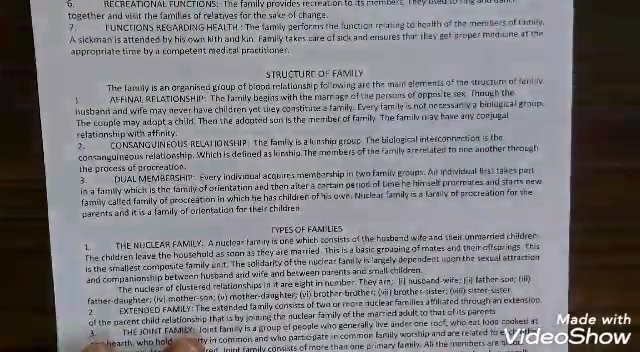 6. RECREATIONAL FUNCTIONS: The family provides recreation to its members. They used to sing and dance
together and visit the families of relatives for the sake of change.
7. FUNCTIONS REGARDING HEALTH : The family performs the function relating to health of the members of family.
A sickman is attended by his own kith and kin. Family takes care of sick and ensures that they get proper medicine at the
appropriate time by a competent medical practitioner.
STRUCTURE OF FAMILY
The family is an organised group of blood relationship following are the main elements of the structure of family
1 AFFINAL RELATIONSHIP: The family begins with the marriage of the persons of opposite sex. Though the
husband and wife may never have children yet they constitute a family. Every family is not necessarily a biological group.
The couple may adopt a child. Then the adopted son is the member of family. The family may have any conjugal
relationship with affinity.
2. CONSANGUINEOUS RELATIONSHIP: The family is a kinship group. The biological interconnection is the
consanguineous relationship. Which is defined as kinship. The members of the family arerelated to one another through
the process of procreation.
3. DUAL MEMBERSHIP: Every individual acquires membership in two family groups. An individual first takes part
in a family which is the family of orientation and then after a certain period of time he himself procreates and starts new
family called family of procreation in which he has children of his own. Nuclear family is a family of procreation for the
parents and it is a family of orientation for their children.
TYPES OF FAMILIES
1. THE NUCLEAR FAMILY: A nuclear family is one which consists of the husband wife and their unmarried children.
The children leave the household as soon as they are married. This is a basic grouping of mates and their offsprings. This
is the smallest composite family unit. The solidarity of the nuclear family is largely dependent upon the sexual attraction
and companionship between husband and wife and between parents and small children.
The nuclear of clustered relationships in it are eight in number. They are; (i) husband-wife; (ii) father-son; (iii)
father-daughter; (iv) mother-son; (v) mother-daughter; (vi) brother-brother; (vii) brother-sister; (viii) sister-sister.
2. EXTENDED FAMILY: The extended family consists of two or more nuclear families affiliated through an extension
of the parent child relationship that is by joining the nuclear family of the married adult to that of its parents
3. THE JOINT FAMILY: Joint family is a group of people who generally live under one roof, who eat food cooked at
hearth, who hold in common and who participate in common family worship and are related to
Joint family consists of more than one primary family. All the members are
Made with
VideoShow